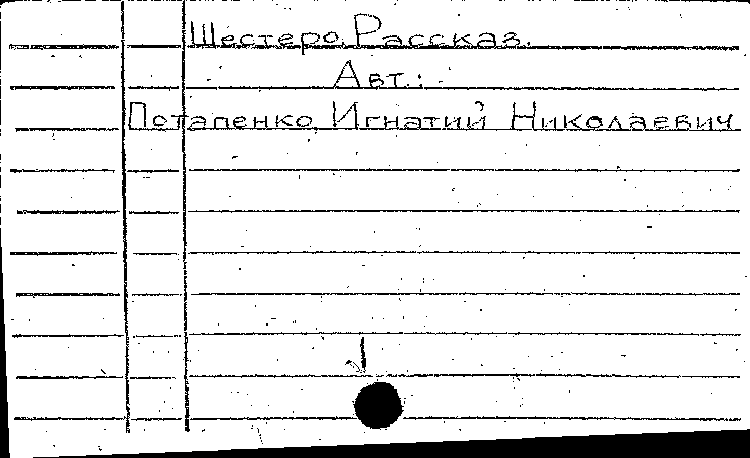 Шестеро. Рассказ.
Авт.:
Потапенко, Игнатий Николаевич